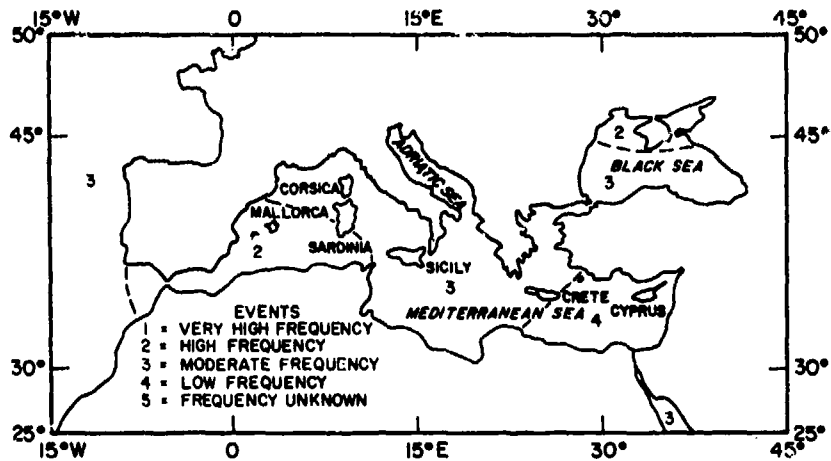 15°W 0 15°E 30° 45°
50° 50°
45° 45°
2
BLACK SEA
3
3
ADRIATIC SEA
CORSICA
MALLORCA
2
SARDINIA
SICILY
3
CRETE
CYPRUS
MEDITERRANEAN SEA
4
EVENTS
1 = VERY HIGH FREQUENCY
2 = HIGH FREQUENCY
3 = MODERATE FREQUENCY
4 = LOW FREQUENCY
5 = FREQUENCY UNKNOWN
30° 30°
3
25° 25°
15°W 0 15°E 30° 45°